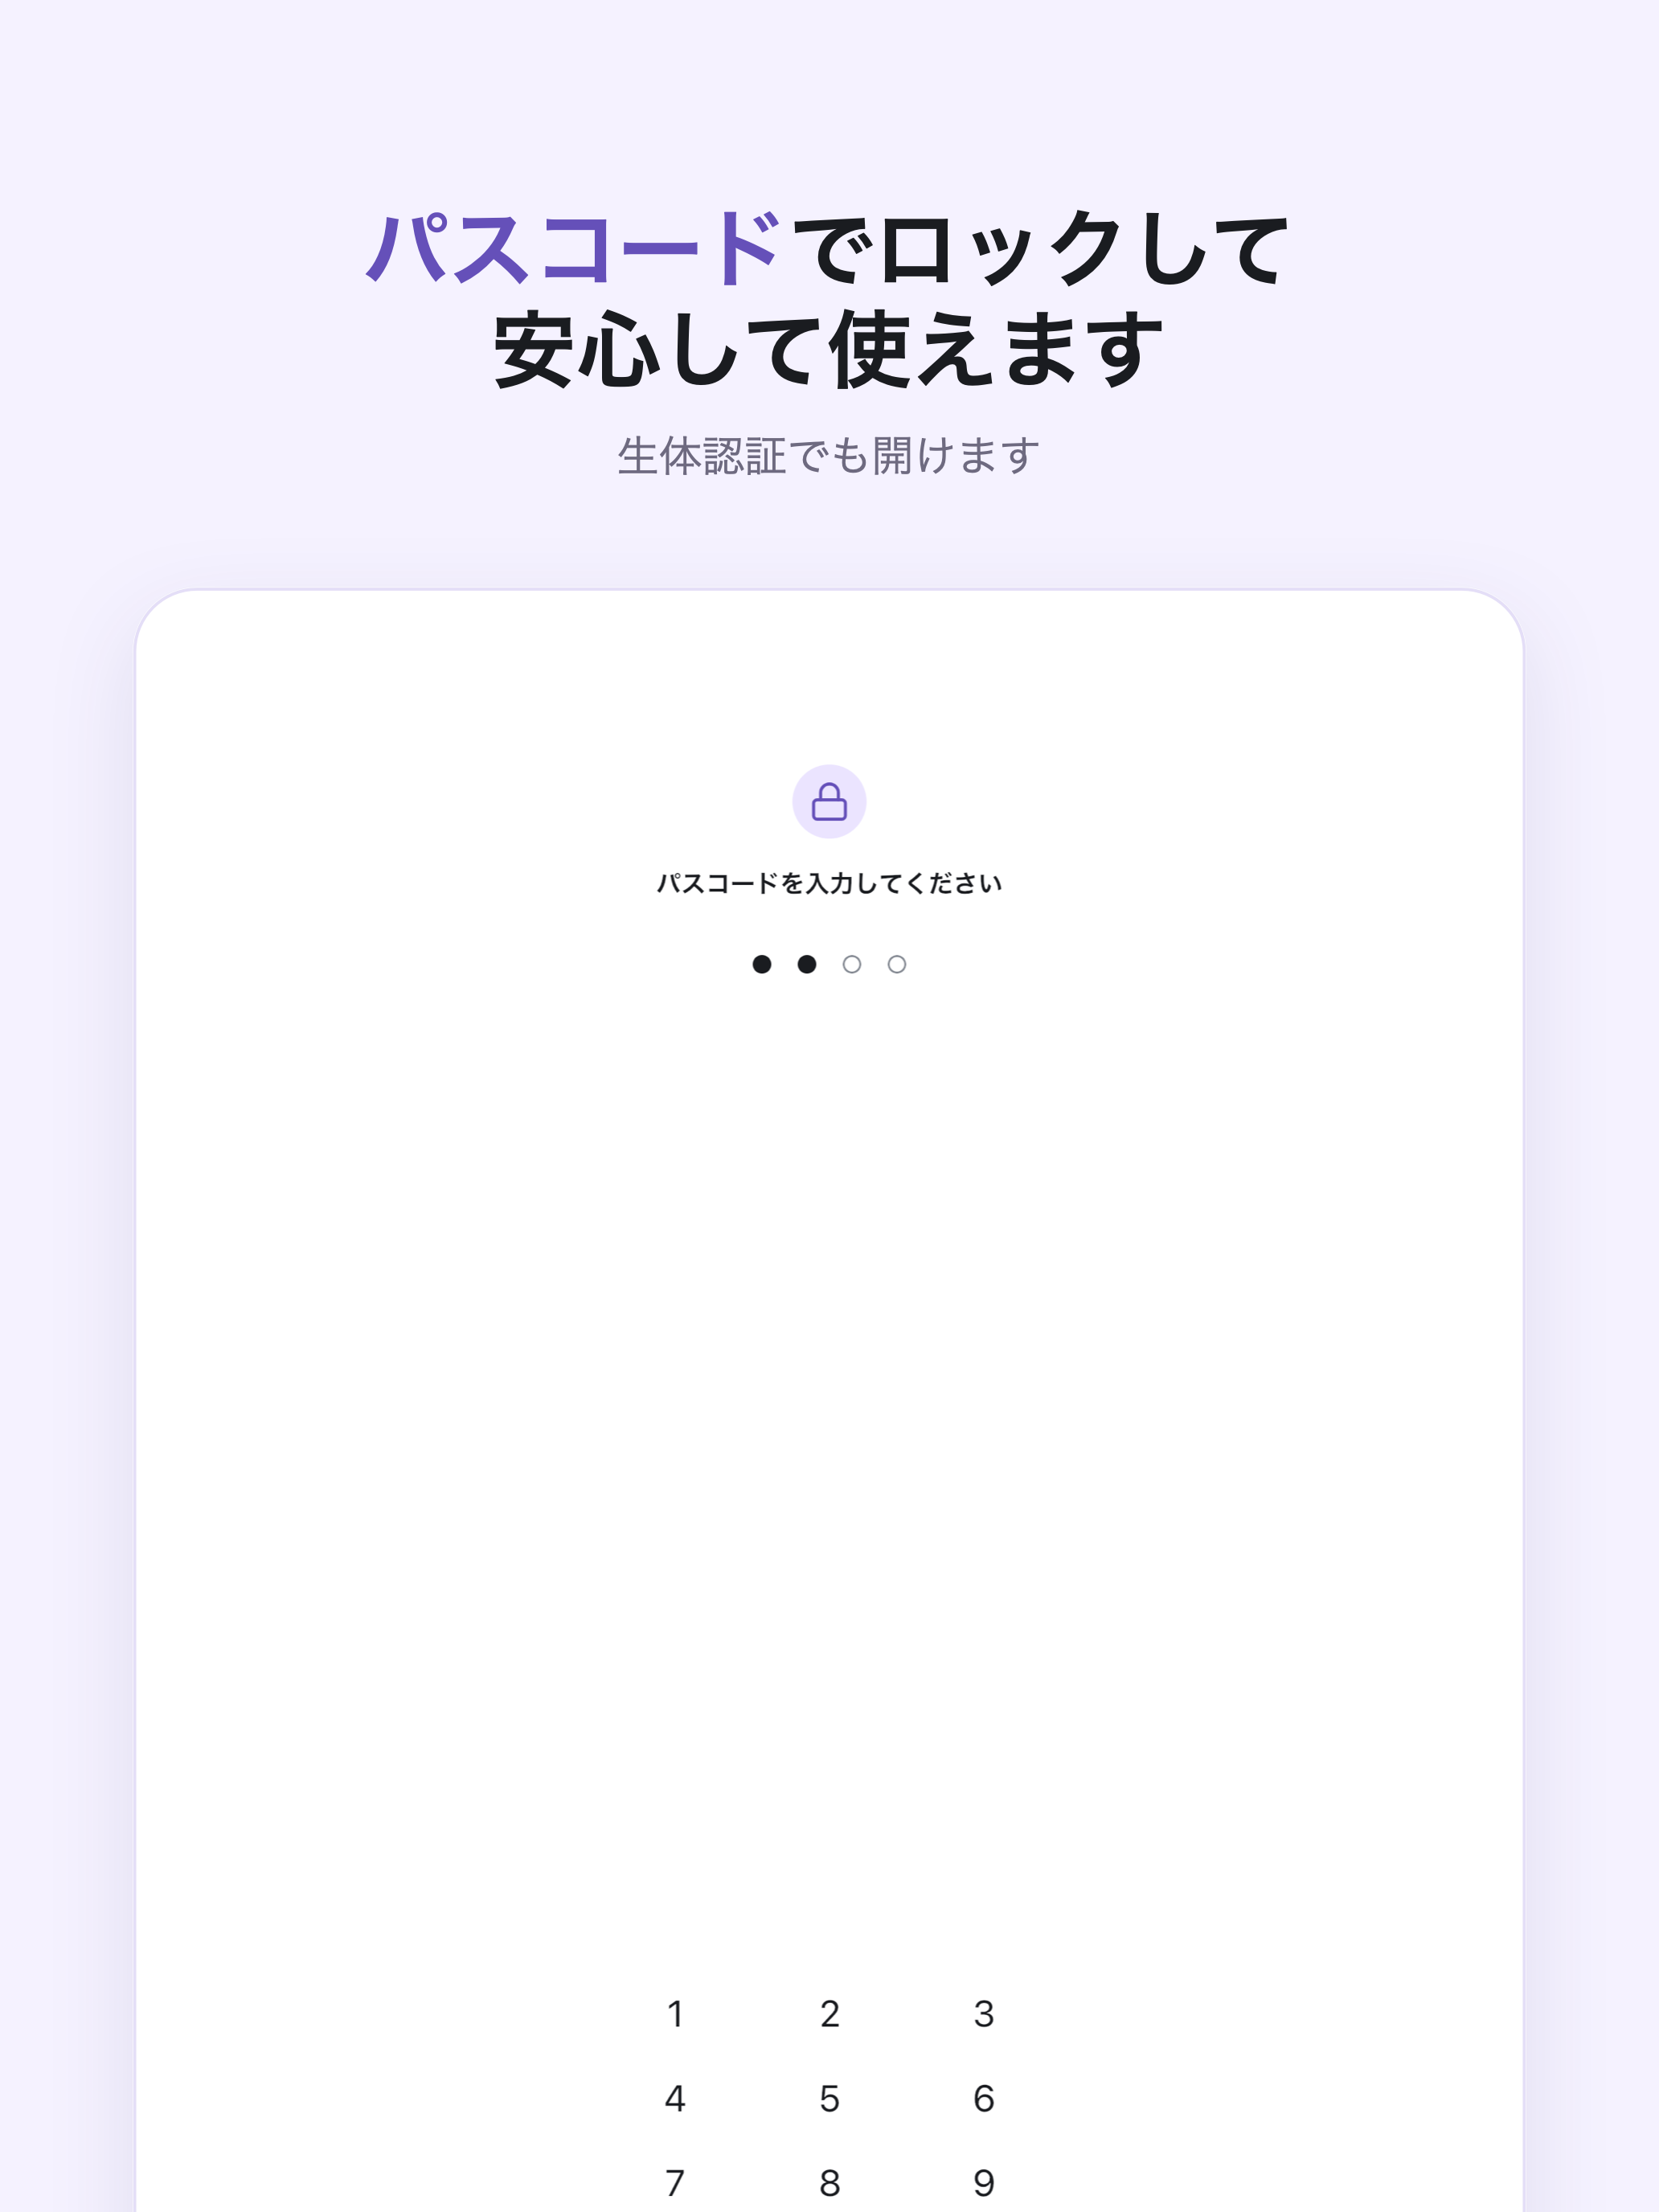 パスコードでロックして
安心して使えます
生体認証でも開けます
パスコードを入力してください
1 2 3
4 5 6
7 8 9